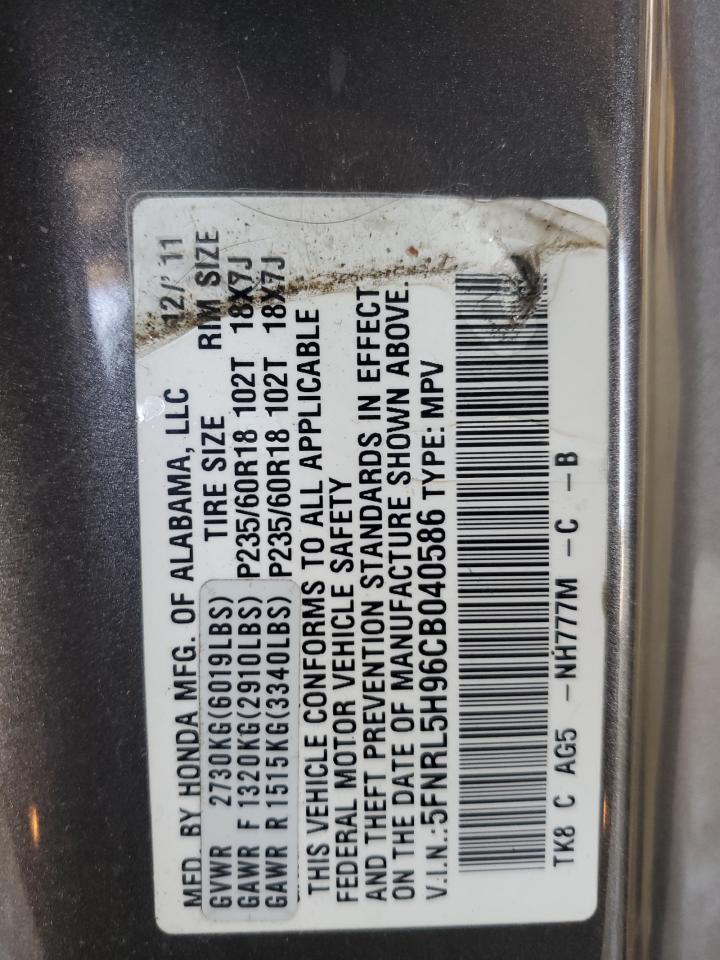 MFD. BY HONDA MFG. OF ALABAMA, LLC 12/'11
TIRE SIZE RIM SIZE
GVWR 2730KG(6019LBS)
GAWR F 1320KG(2910LBS) P235/60R18 102T 18X7J
GAWR R 1515KG(3340LBS) P235/60R18 102T 18X7J
THIS VEHICLE CONFORMS TO ALL APPLICABLE
FEDERAL MOTOR VEHICLE SAFETY
AND THEFT PREVENTION STANDARDS IN EFFECT
ON THE DATE OF MANUFACTURE SHOWN ABOVE.
V.I.N.:5FNRL5H96CB040586 TYPE: MPV
TK8 C AG5 –NH777M –C –B